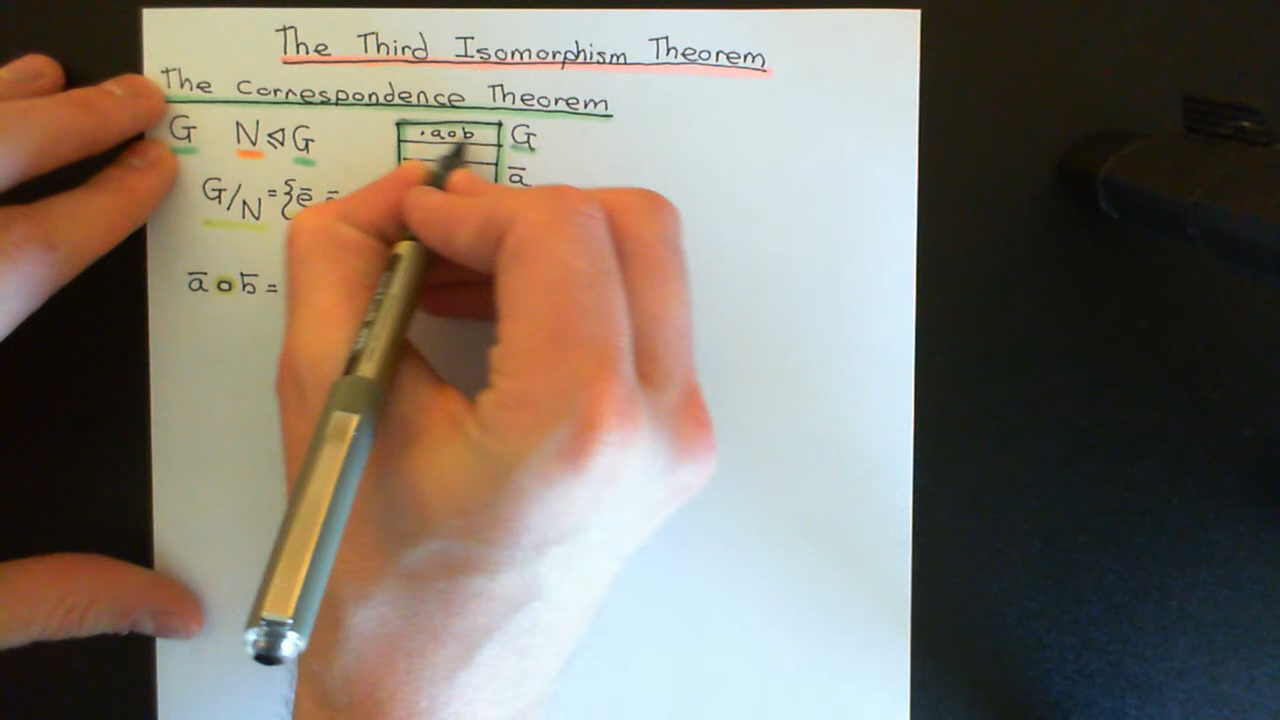 The Third Isomorphism Theorem
The Correspondence Theorem
G N⊲G ·a∘b G
ā
G/N={ē
ā∘b̄=